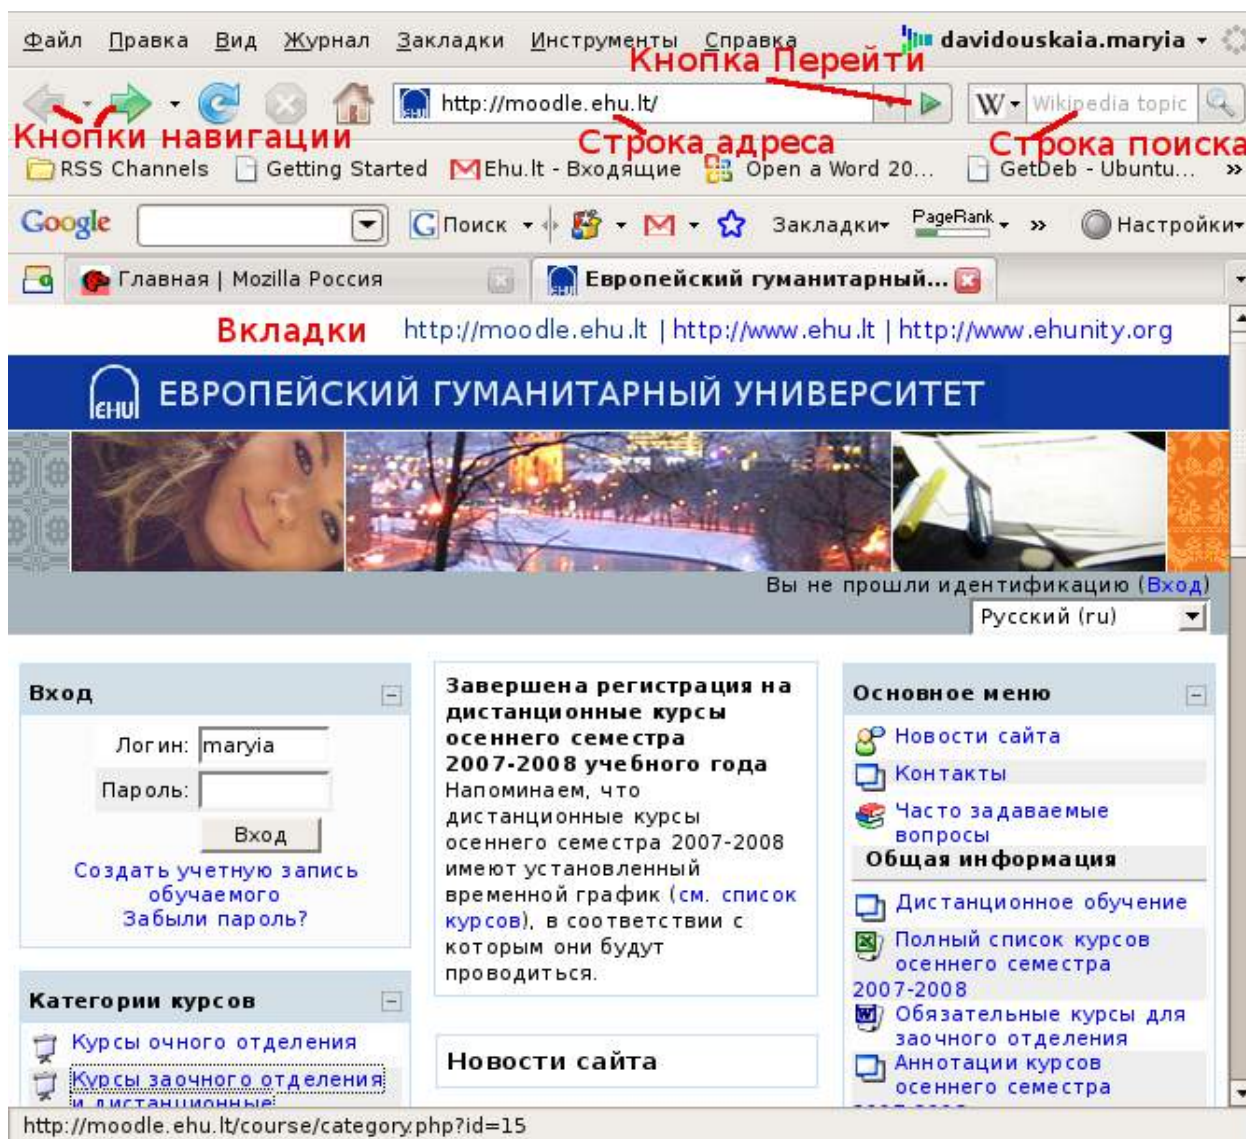 Файл Правка Вид Журнал Закладки Инструменты Справка davidouskaia.maryia
Кнопка Перейти
http://moodle.ehu.lt/ W Wikipedia topic
Кнопки навигации Строка адреса Строка поиска
RSS Channels Getting Started Ehu.lt - Входящие Open a Word 20... GetDeb - Ubuntu... »
Google G Поиск Закладки PageRank » Настройки
Главная | Mozilla Россия Европейский гуманитарный...
Вкладки http://moodle.ehu.lt | http://www.ehu.lt | http://www.ehunity.org
EHU ЕВРОПЕЙСКИЙ ГУМАНИТАРНЫЙ УНИВЕРСИТЕТ
Вы не прошли идентификацию (Вход)
Русский (ru)
Вход
Логин: maryia
Пароль:
Вход
Создать учетную запись
обучаемого
Забыли пароль?
Категории курсов
Курсы очного отделения
Курсы заочного отделения
и дистанционные
Завершена регистрация на
дистанционные курсы
осеннего семестра
2007-2008 учебного года
Напоминаем, что
дистанционные курсы
осеннего семестра 2007-2008
имеют установленный
временной график (см. список
курсов), в соответствии с
которым они будут
проводиться.
Новости сайта
Основное меню
Новости сайта
Контакты
Часто задаваемые
вопросы
Общая информация
Дистанционное обучение
Полный список курсов
осеннего семестра
2007-2008
Обязательные курсы для
заочного отделения
Аннотации курсов
осеннего семестра
http://moodle.ehu.lt/course/category.php?id=15